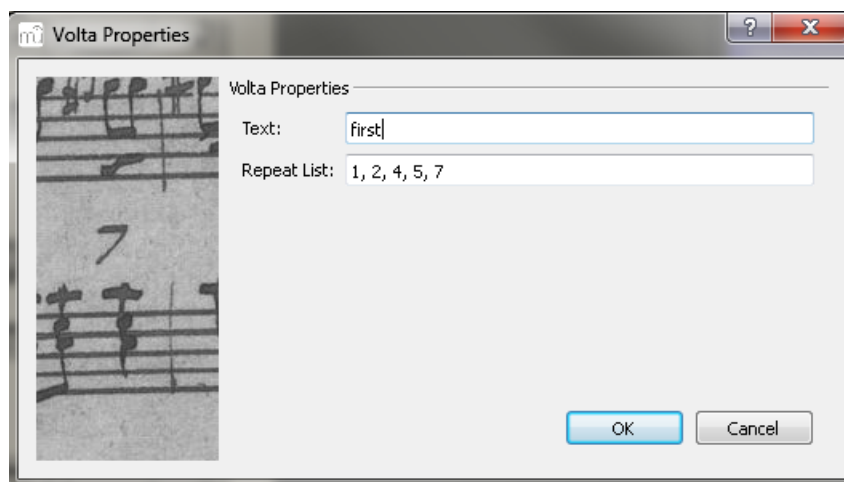 Volta Properties
Volta Properties
Text: first
Repeat List: 1, 2, 4, 5, 7
7
OK Cancel